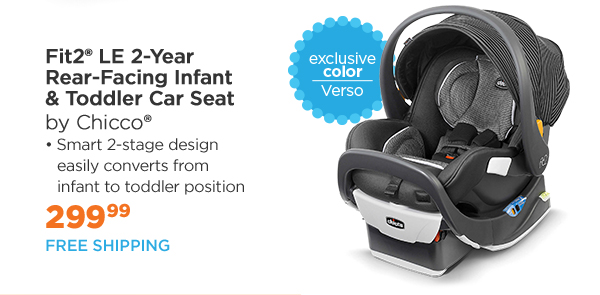 Fit2® LE 2-Year
Rear-Facing Infant
& Toddler Car Seat
by Chicco®
• Smart 2-stage design
easily converts from
infant to toddler position
299⁹⁹
FREE SHIPPING
exclusive
color
Verso
chicco
fit2